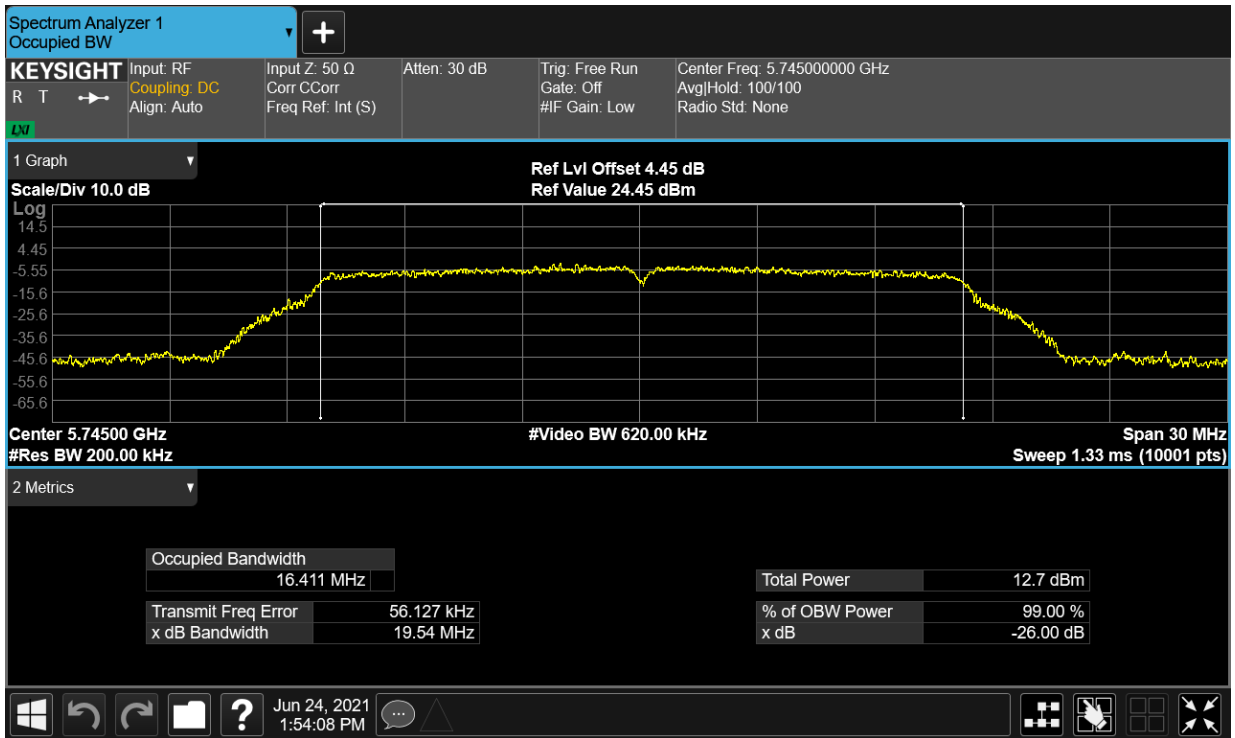 Spectrum Analyzer 1
Occupied BW
KEYSIGHT
R T
LXI
Input: RF
Coupling: DC
Align: Auto
Input Z: 50 Ω
Corr CCorr
Freq Ref: Int (S)
Atten: 30 dB
Trig: Free Run
Gate: Off
#IF Gain: Low
Center Freq: 5.745000000 GHz
Avg|Hold: 100/100
Radio Std: None
1 Graph
Scale/Div 10.0 dB
Ref Lvl Offset 4.45 dB
Ref Value 24.45 dBm
Log
14.5
4.45
-5.55
-15.6
-25.6
-35.6
-45.6
-55.6
-65.6
Center 5.74500 GHz
#Video BW 620.00 kHz
Span 30 MHz
#Res BW 200.00 kHz
Sweep 1.33 ms (10001 pts)
2 Metrics
Occupied Bandwidth
16.411 MHz
Total Power 12.7 dBm
Transmit Freq Error 56.127 kHz
% of OBW Power 99.00 %
x dB Bandwidth 19.54 MHz
x dB -26.00 dB
?
Jun 24, 2021
1:54:08 PM